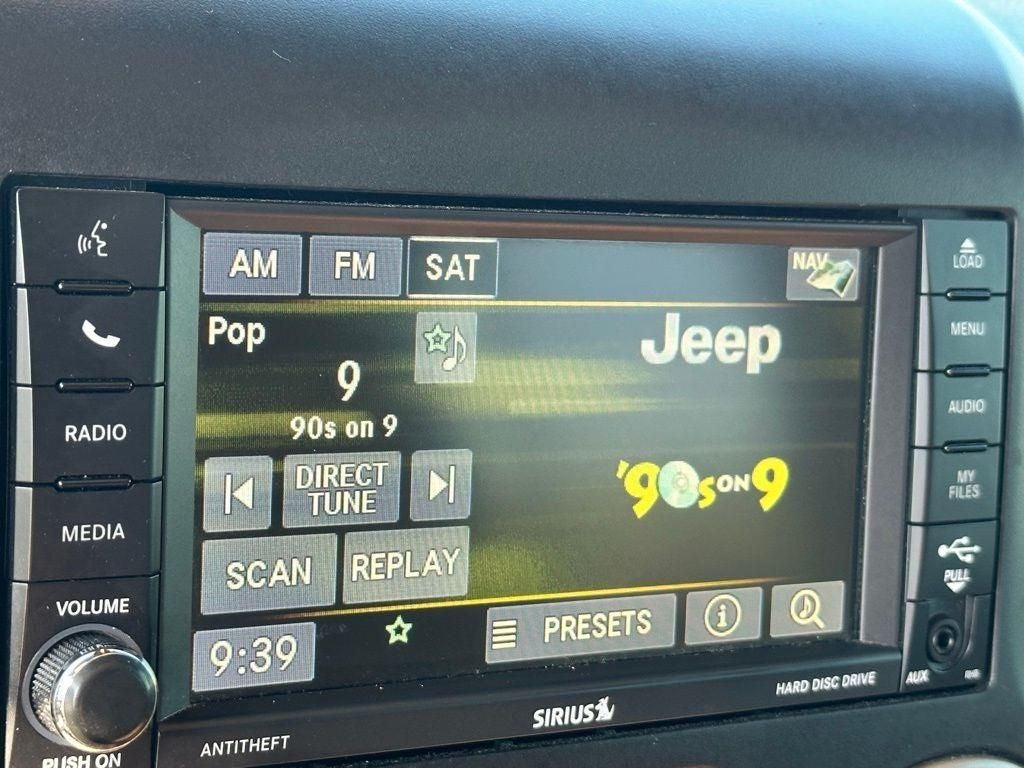 AM
FM
SAT
NAV
Pop
9
90s on 9
Jeep
'90s ON 9
DIRECT
TUNE
SCAN
REPLAY
9:39
PRESETS
RADIO
MEDIA
VOLUME
PUSH ON
LOAD
MENU
AUDIO
MY
FILES
PULL
AUX
RHB
ANTITHEFT
SIRIUS
HARD DISC DRIVE